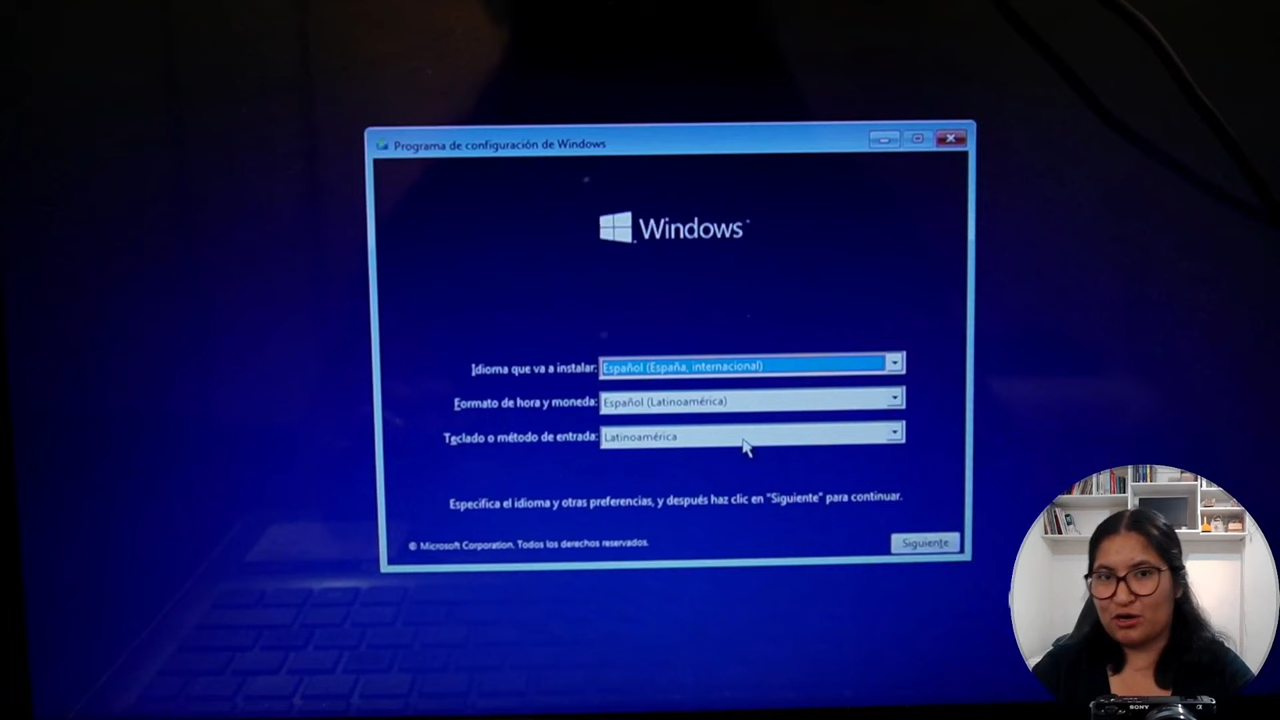 Programa de configuración de Windows
Windows
Idioma que va a instalar: Español (España, internacional)
Formato de hora y moneda: Español (Latinoamérica)
Teclado o método de entrada: Latinoamérica
Especifica el idioma y otras preferencias, y después haz clic en "Siguiente" para continuar.
© Microsoft Corporation. Todos los derechos reservados.
Siguiente
SONY